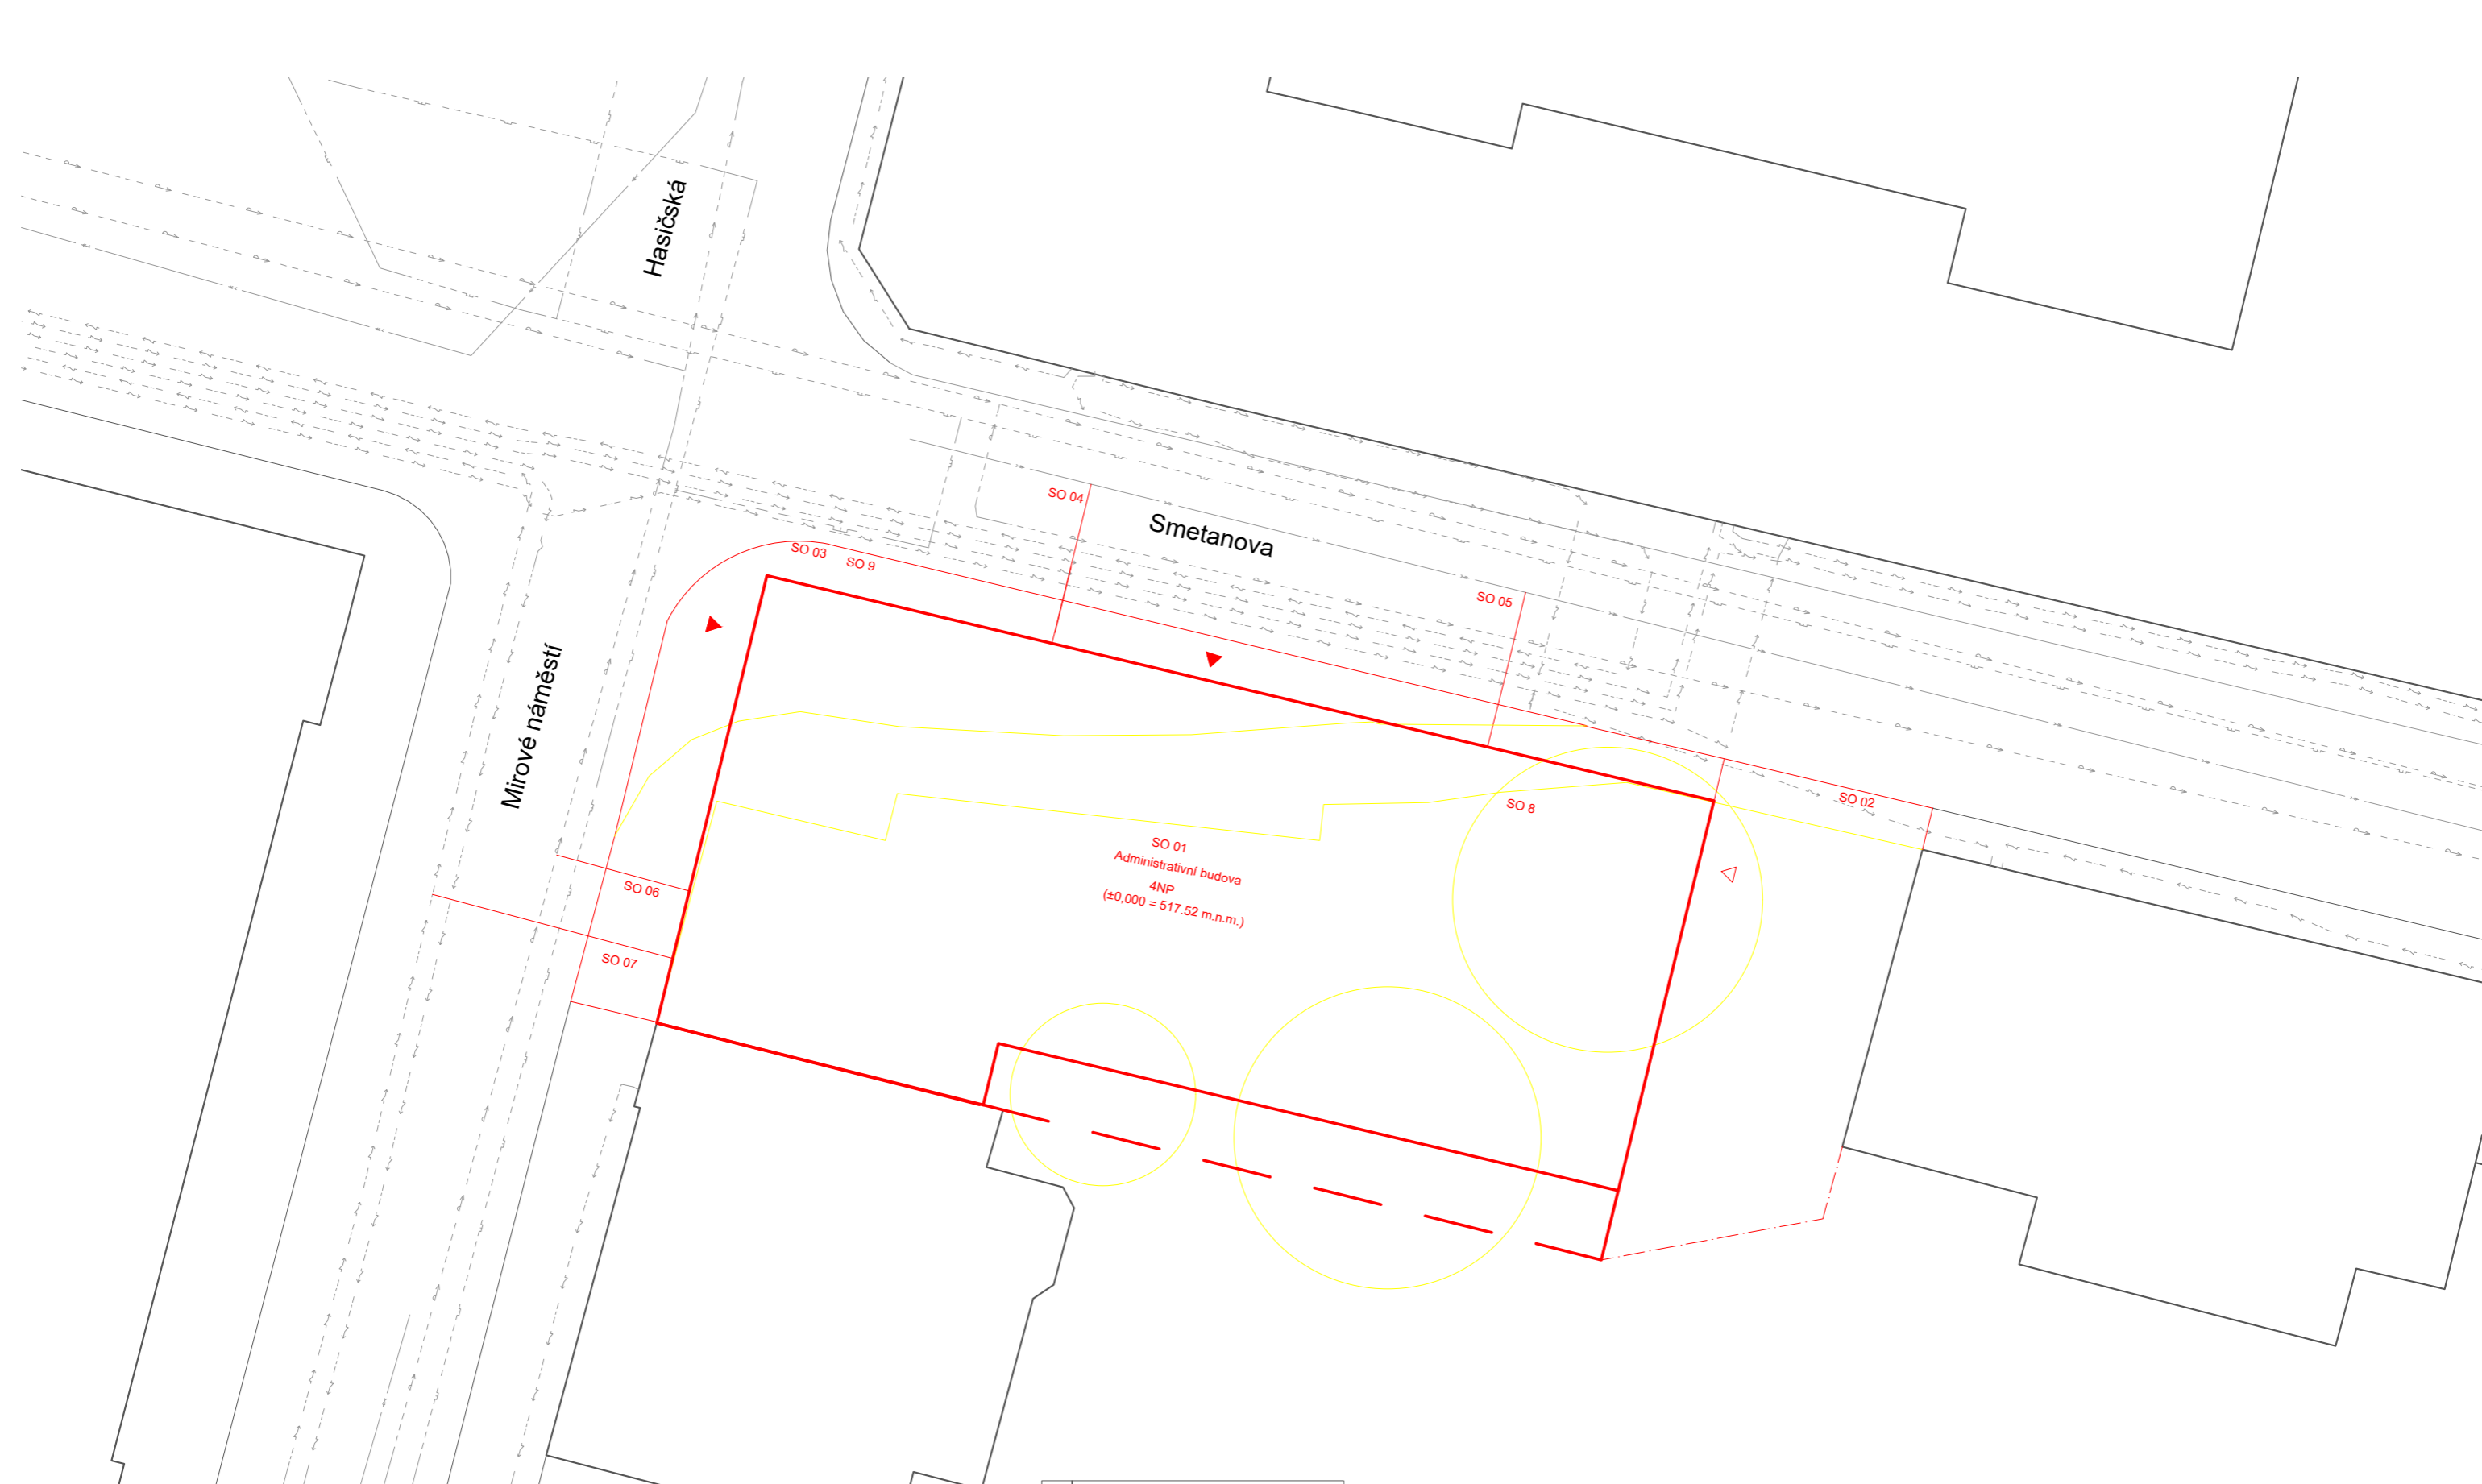 Hasičská
SO 04
Smetanova
SO 03
SO 9
SO 05
Mirové náměstí
SO 02
SO 8
SO 01
Administrativní budova
4NP
(±0,000 = 517.52 m.n.m.)
SO 06
SO 07